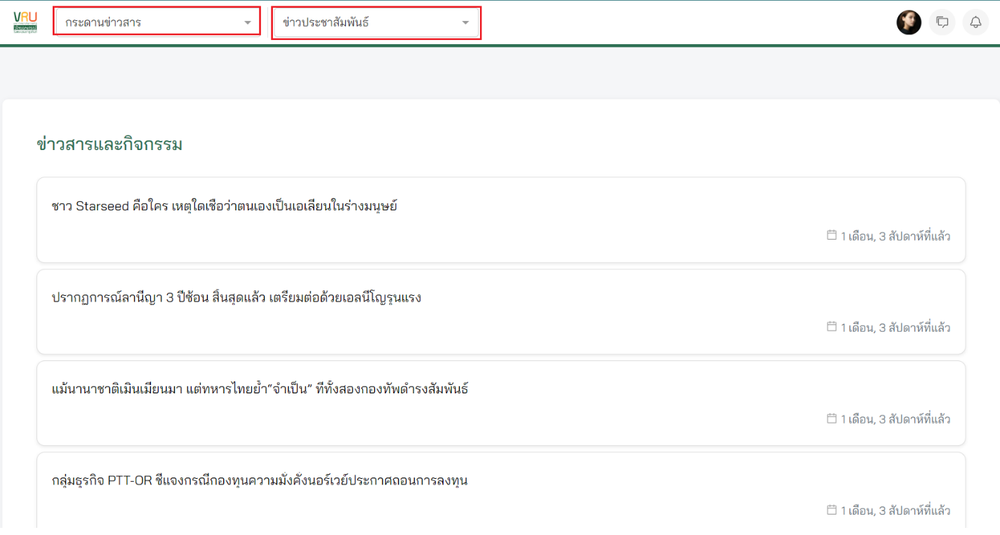 VRU
กระดานข่าวสาร
ข่าวประชาสัมพันธ์
ข่าวสารและกิจกรรม
ชาว Starseed คือใคร เหตุใดเชื่อว่าตนเองเป็นเอเลียนในร่างมนุษย์
1 เดือน, 3 สัปดาห์ที่แล้ว
ปรากฏการณ์ลานีญา 3 ปีซ้อน สิ้นสุดแล้ว เตรียมต่อด้วยเอลนีโญรุนแรง
1 เดือน, 3 สัปดาห์ที่แล้ว
แม้นานาชาติเมินเมียนมา แต่ทหารไทยย้ำ“จำเป็น” ที่ทั้งสองกองทัพดำรงสัมพันธ์
1 เดือน, 3 สัปดาห์ที่แล้ว
กลุ่มธุรกิจ PTT-OR ชี้แจงกรณีกองทุนความมั่งคั่งนอร์เวย์ประกาศถอนการลงทุน
1 เดือน, 3 สัปดาห์ที่แล้ว